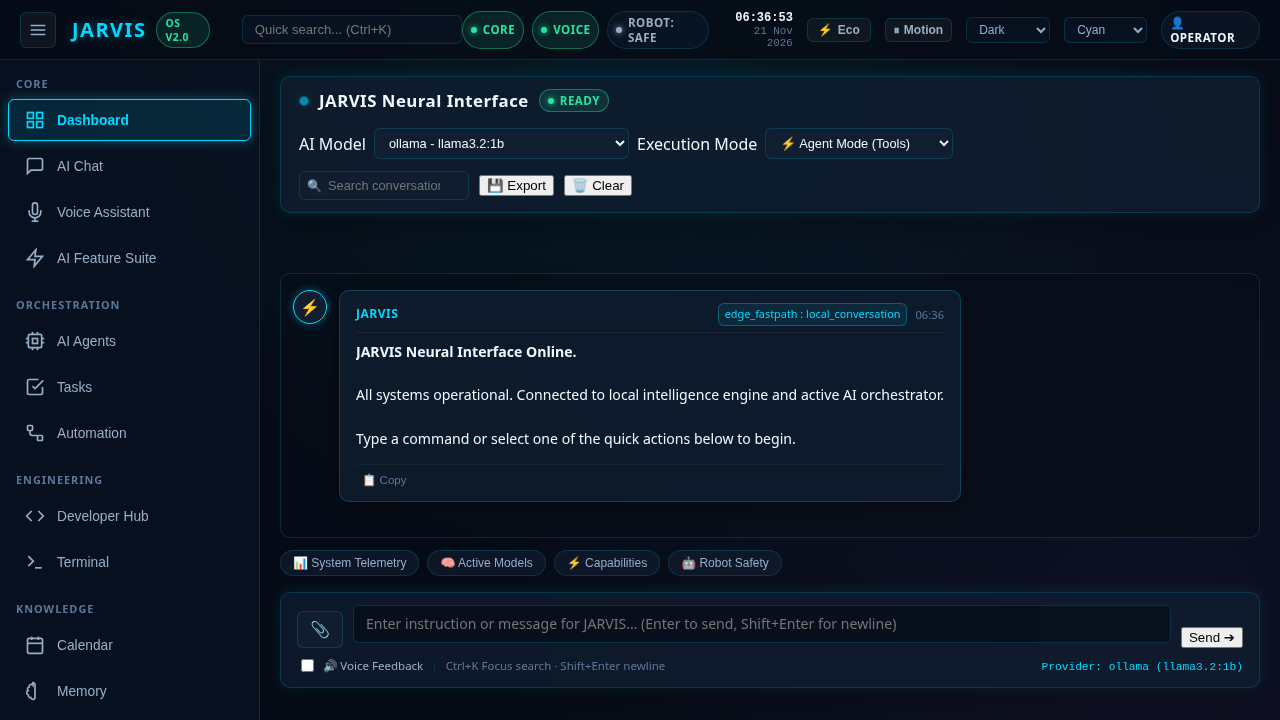 JARVIS
OS V2.0
Quick search... (Ctrl+K)
CORE
VOICE
ROBOT: SAFE
06:36:53
21 Nov 2026
⚡ Eco
Motion
Dark
Cyan
👤 OPERATOR
CORE
Dashboard
AI Chat
Voice Assistant
AI Feature Suite
ORCHESTRATION
AI Agents
Tasks
Automation
ENGINEERING
Developer Hub
Terminal
KNOWLEDGE
Calendar
Memory
JARVIS Neural Interface
READY
AI Model
ollama - llama3.2:1b
Execution Mode
⚡ Agent Mode (Tools)
🔍 Search conversation
💾 Export
🗑️ Clear
JARVIS
edge_fastpath : local_conversation
06:36
JARVIS Neural Interface Online.
All systems operational. Connected to local intelligence engine and active AI orchestrator.
Type a command or select one of the quick actions below to begin.
📋 Copy
📊 System Telemetry
🧠 Active Models
⚡ Capabilities
🤖 Robot Safety
Enter instruction or message for JARVIS... (Enter to send, Shift+Enter for newline)
Send ➔
🔊 Voice Feedback
Ctrl+K Focus search · Shift+Enter newline
Provider: ollama (llama3.2:1b)